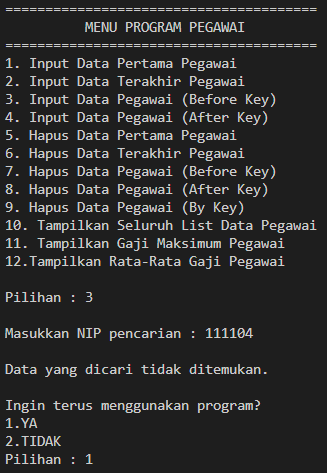 ========================================
MENU PROGRAM PEGAWAI
========================================
1. Input Data Pertama Pegawai
2. Input Data Terakhir Pegawai
3. Input Data Pegawai (Before Key)
4. Input Data Pegawai (After Key)
5. Hapus Data Pertama Pegawai
6. Hapus Data Terakhir Pegawai
7. Hapus Data Pegawai (Before Key)
8. Hapus Data Pegawai (After Key)
9. Hapus Data Pegawai (By Key)
10. Tampilkan Seluruh List Data Pegawai
11. Tampilkan Gaji Maksimum Pegawai
12.Tampilkan Rata-Rata Gaji Pegawai
Pilihan : 3
Masukkan NIP pencarian : 111104
Data yang dicari tidak ditemukan.
Ingin terus menggunakan program?
1.YA
2.TIDAK
Pilihan : 1